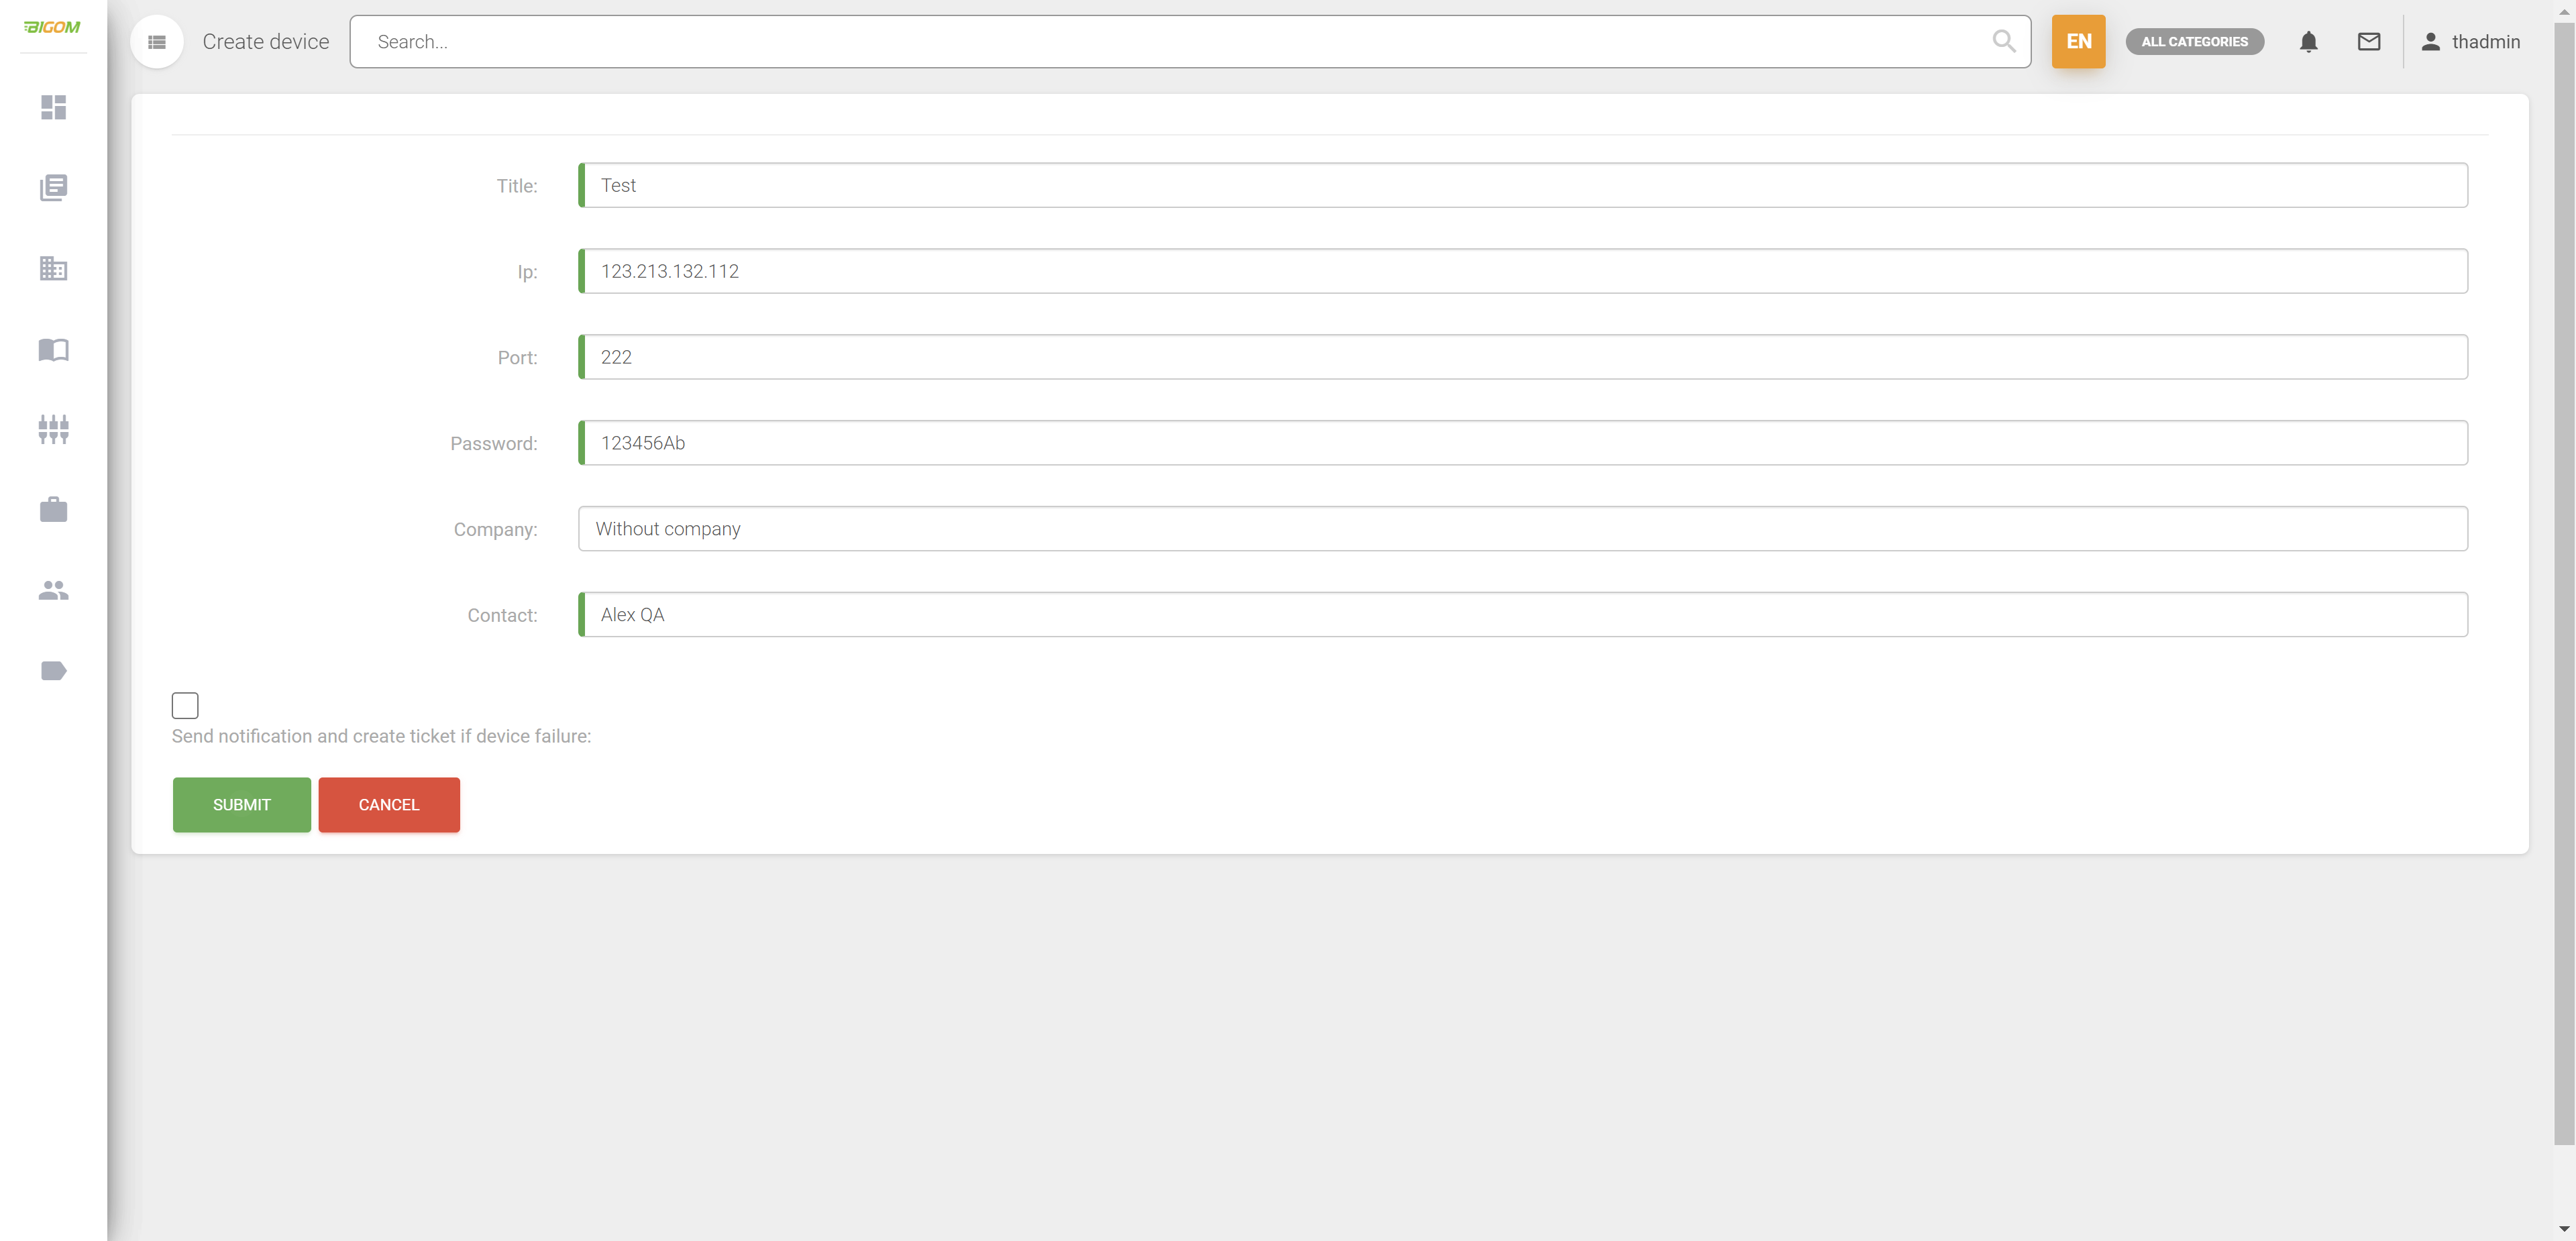 BIGOM
Create device
Search...
EN
ALL CATEGORIES
thadmin
Title:
Test
Ip:
123.213.132.112
Port:
222
Password:
123456Ab
Company:
Without company
Contact:
Alex QA
Send notification and create ticket if device failure:
SUBMIT
CANCEL